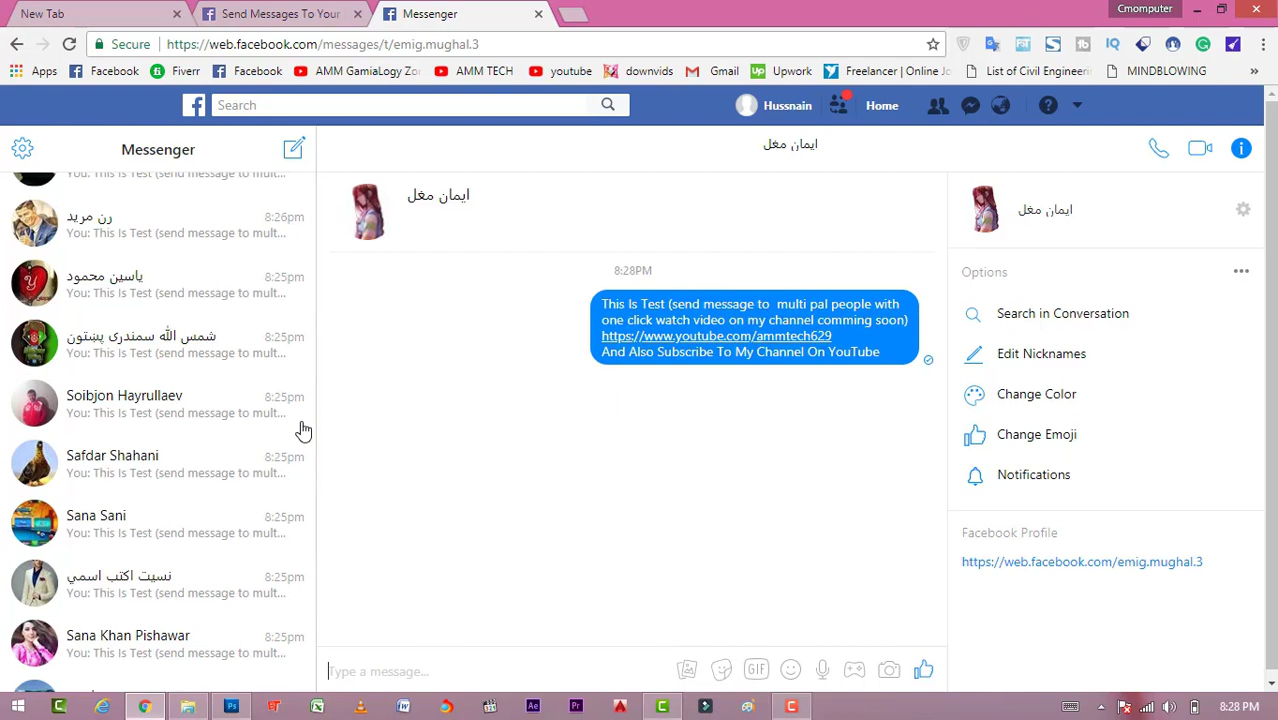 New Tab
Send Messages To Your
Messenger
Cmomputer
Secure
https://web.facebook.com/messages/t/emig.mughal.3
Apps
Facebook
Fiverr
Facebook
AMM GamiaLogy Zon
AMM TECH
youtube
downvids
Gmail
Upwork
Freelancer | Online Jo
List of Civil Engineeri
MINDBLOWING
Search
Hussnain
Home
Messenger
ایمان مغل
You: This Is Test (send message to mult...
رن مرید
8:26pm
You: This Is Test (send message to mult...
یاسین محمود
8:25pm
You: This Is Test (send message to mult...
شمس الله سمندری پښتون
8:25pm
You: This Is Test (send message to mult...
Soibjon Hayrullaev
8:25pm
You: This Is Test (send message to mult...
Safdar Shahani
8:25pm
You: This Is Test (send message to mult...
Sana Sani
8:25pm
You: This Is Test (send message to mult...
نسيت اكتب اسمي
8:25pm
You: This Is Test (send message to mult...
Sana Khan Pishawar
8:25pm
You: This Is Test (send message to mult...
ایمان مغل
8:28PM
This Is Test (send message to multi pal people with
one click watch video on my channel comming soon)
https://www.youtube.com/ammtech629
And Also Subscribe To My Channel On YouTube
Type a message...
GIF
ایمان مغل
Options
Search in Conversation
Edit Nicknames
Change Color
Change Emoji
Notifications
Facebook Profile
https://web.facebook.com/emig.mughal.3
8:28 PM